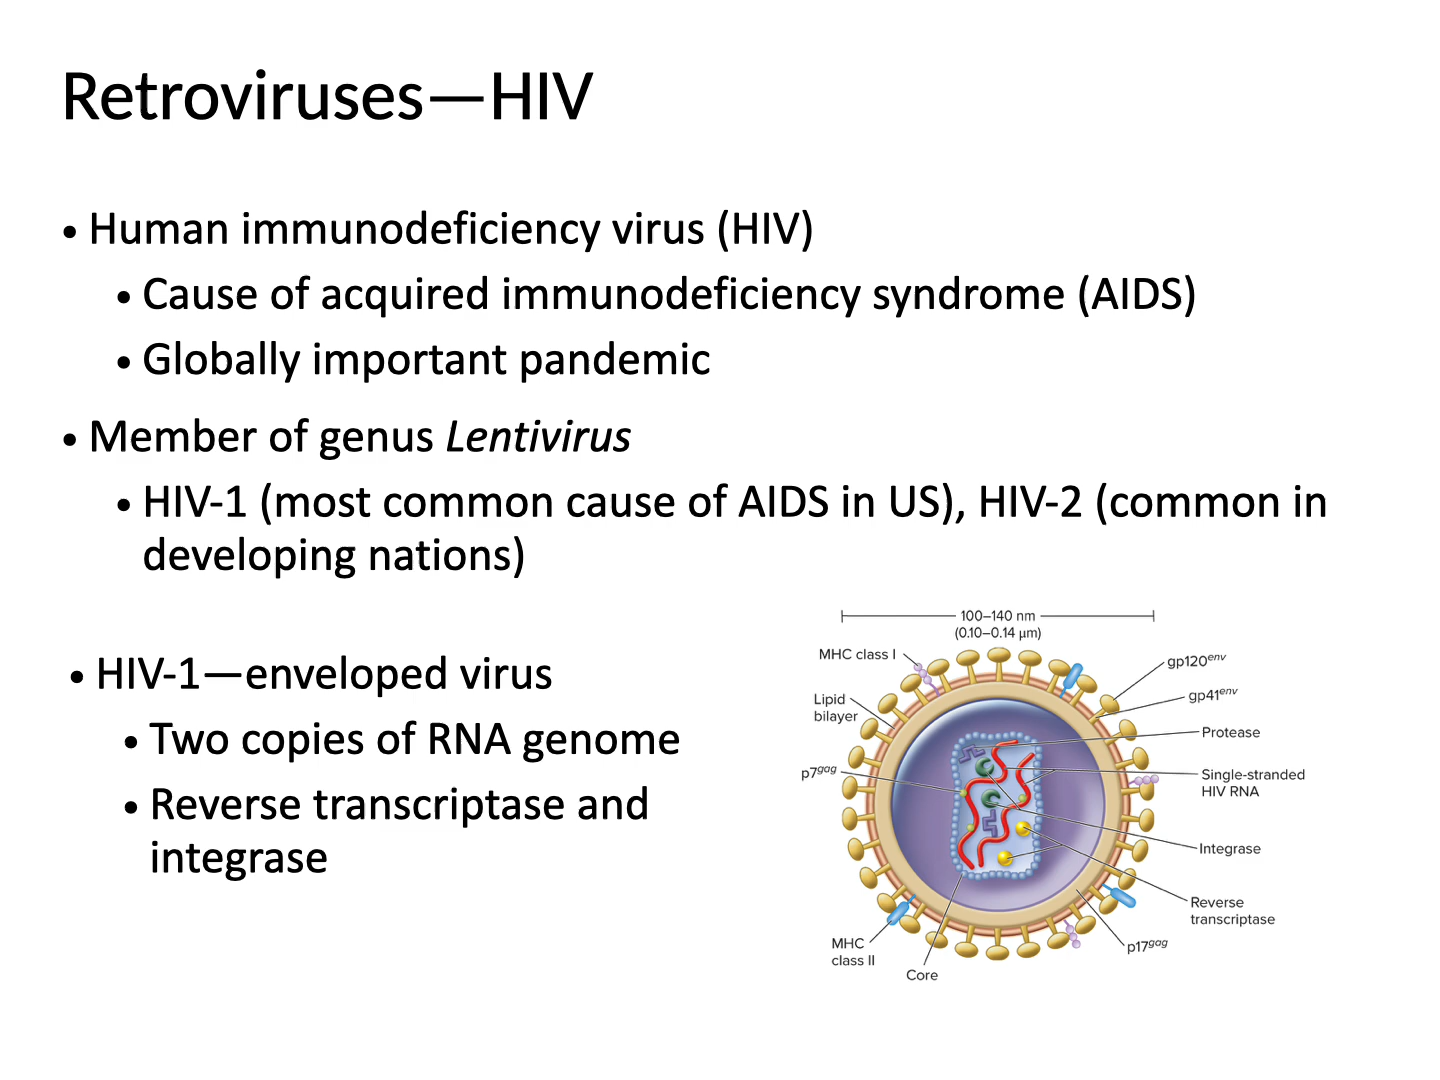 Retroviruses—HIV
• Human immunodeficiency virus (HIV)
• Cause of acquired immunodeficiency syndrome (AIDS)
• Globally important pandemic
• Member of genus Lentivirus
• HIV-1 (most common cause of AIDS in US), HIV-2 (common in
developing nations)
• HIV-1—enveloped virus
• Two copies of RNA genome
• Reverse transcriptase and
integrase
100–140 nm
(0.10–0.14 µm)
MHC class I
Lipid
bilayer
p7gag
MHC
class II
Core
gp120env
gp41env
Protease
Single-stranded
HIV RNA
Integrase
Reverse
transcriptase
p17gag